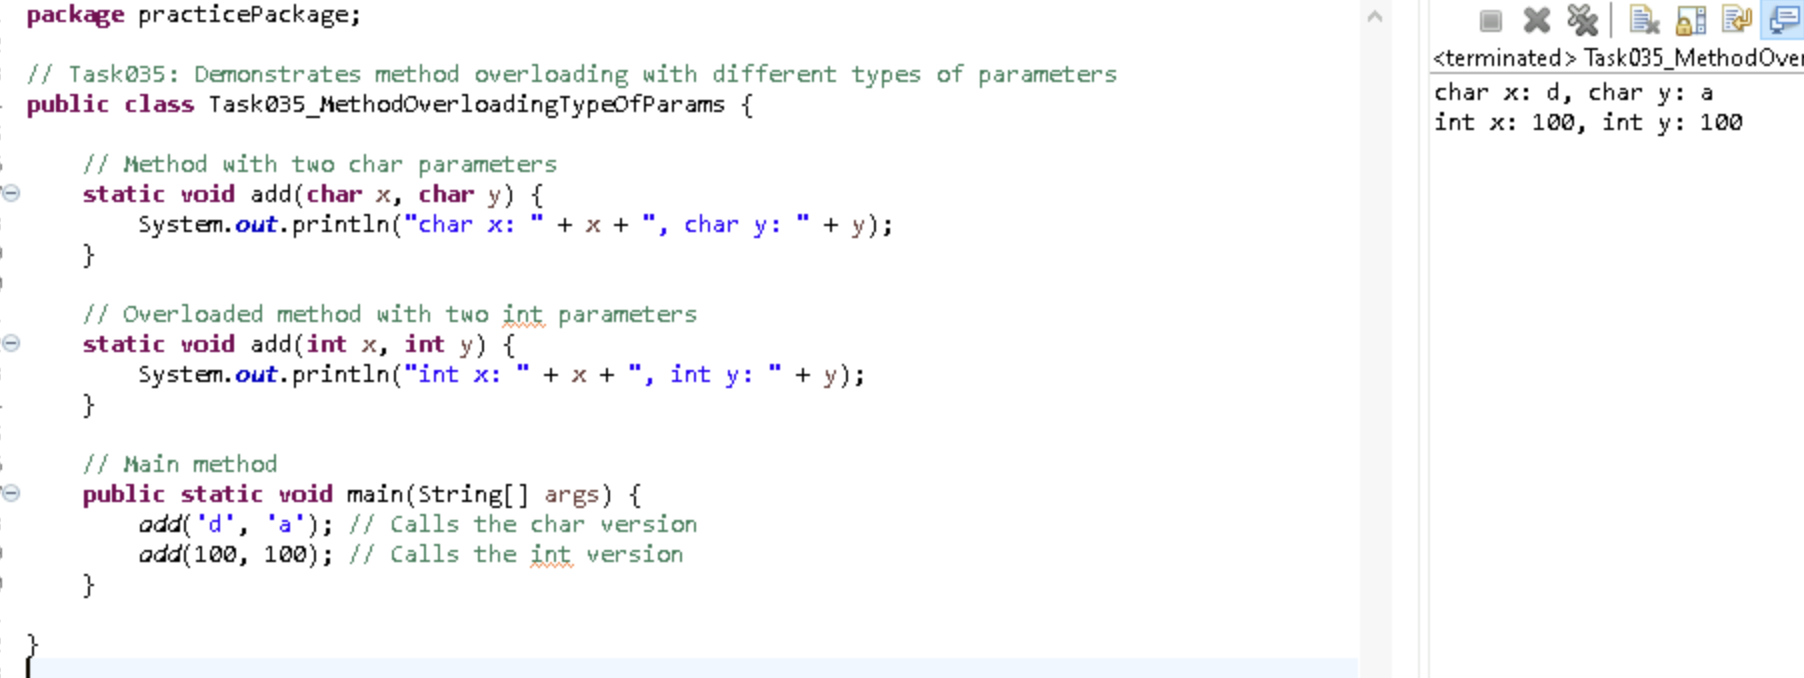 package practicePackage;
// Task035: Demonstrates method overloading with different types of parameters
public class Task035_MethodOverloadingTypeOfParams {
// Method with two char parameters
static void add(char x, char y) {
System.out.println("char x: " + x + ", char y: " + y);
}
// Overloaded method with two int parameters
static void add(int x, int y) {
System.out.println("int x: " + x + ", int y: " + y);
}
// Main method
public static void main(String[] args) {
add('d', 'a'); // Calls the char version
add(100, 100); // Calls the int version
}
}
<terminated> Task035_MethodOver
char x: d, char y: a
int x: 100, int y: 100